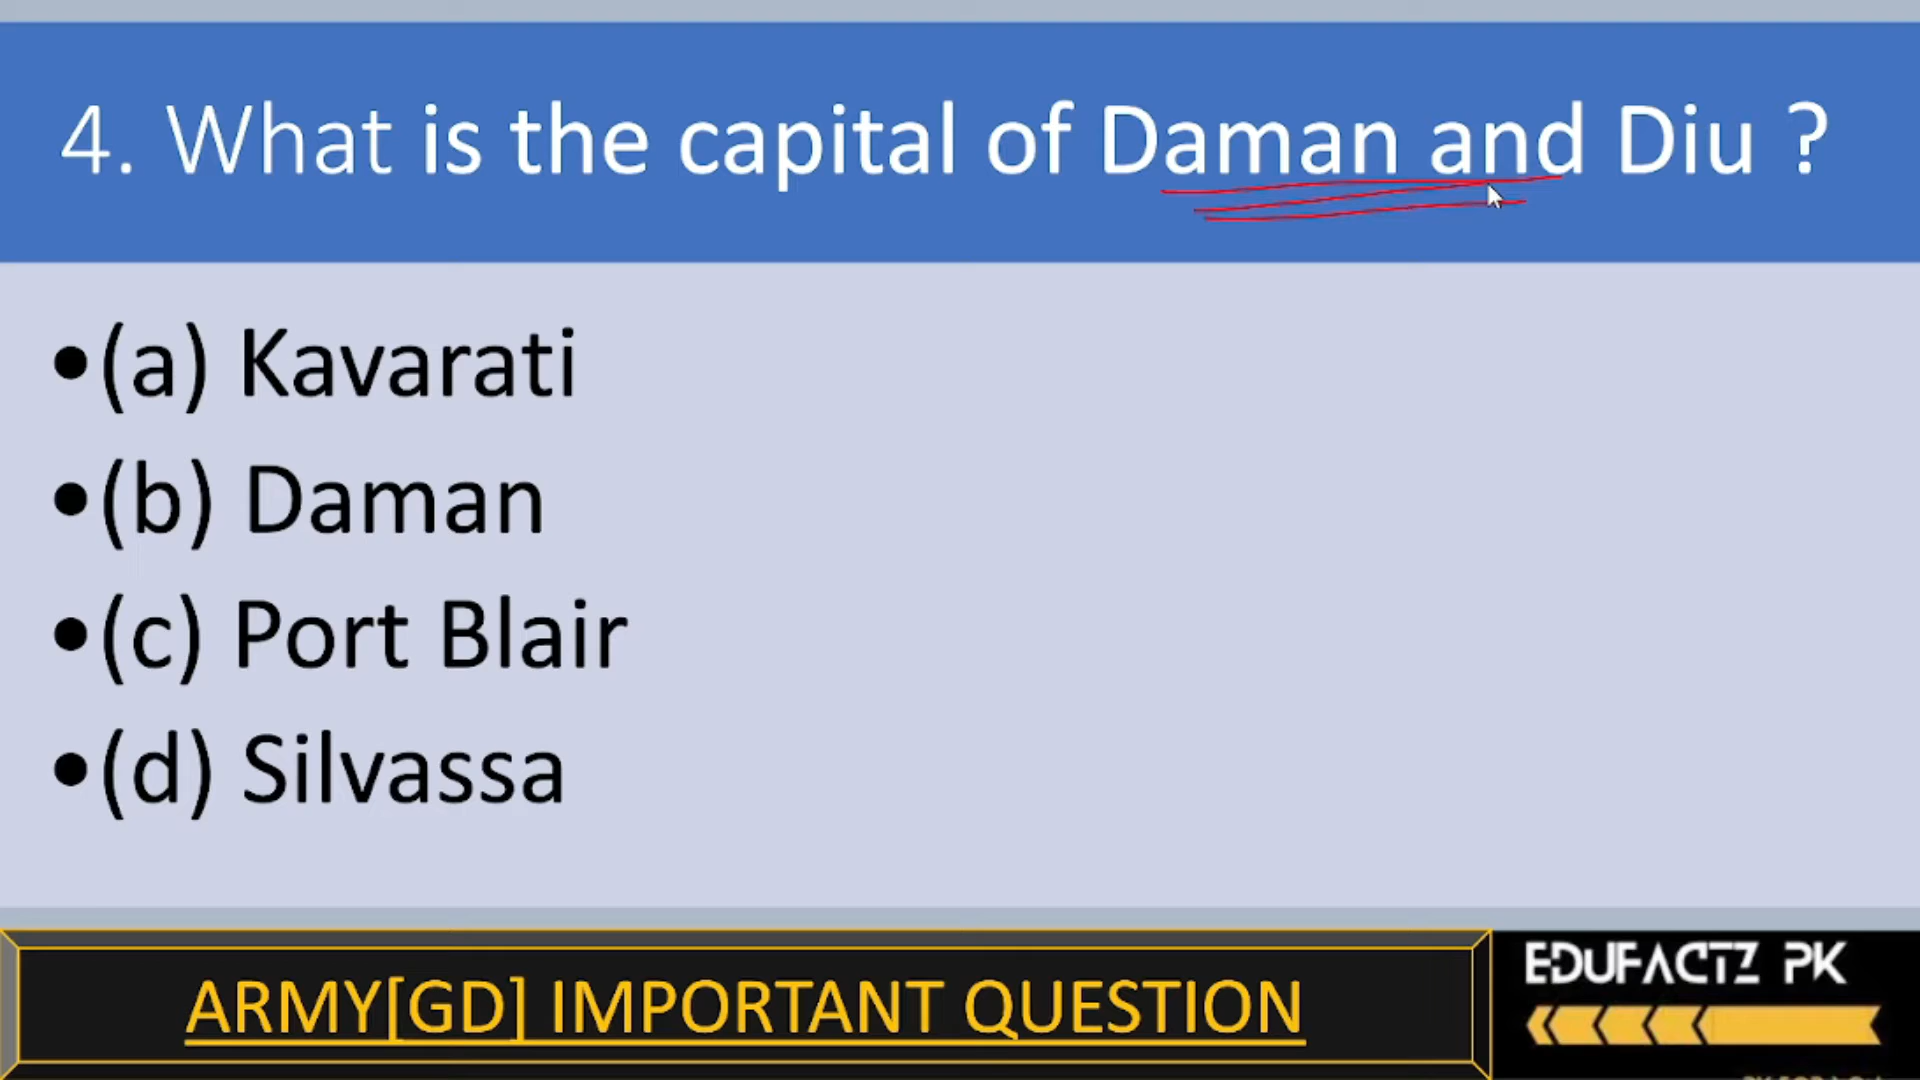 4. What is the capital of Daman and Diu ?
•(a) Kavarati
•(b) Daman
•(c) Port Blair
•(d) Silvassa
ARMY[GD] IMPORTANT QUESTION
EDUFACTZ PK